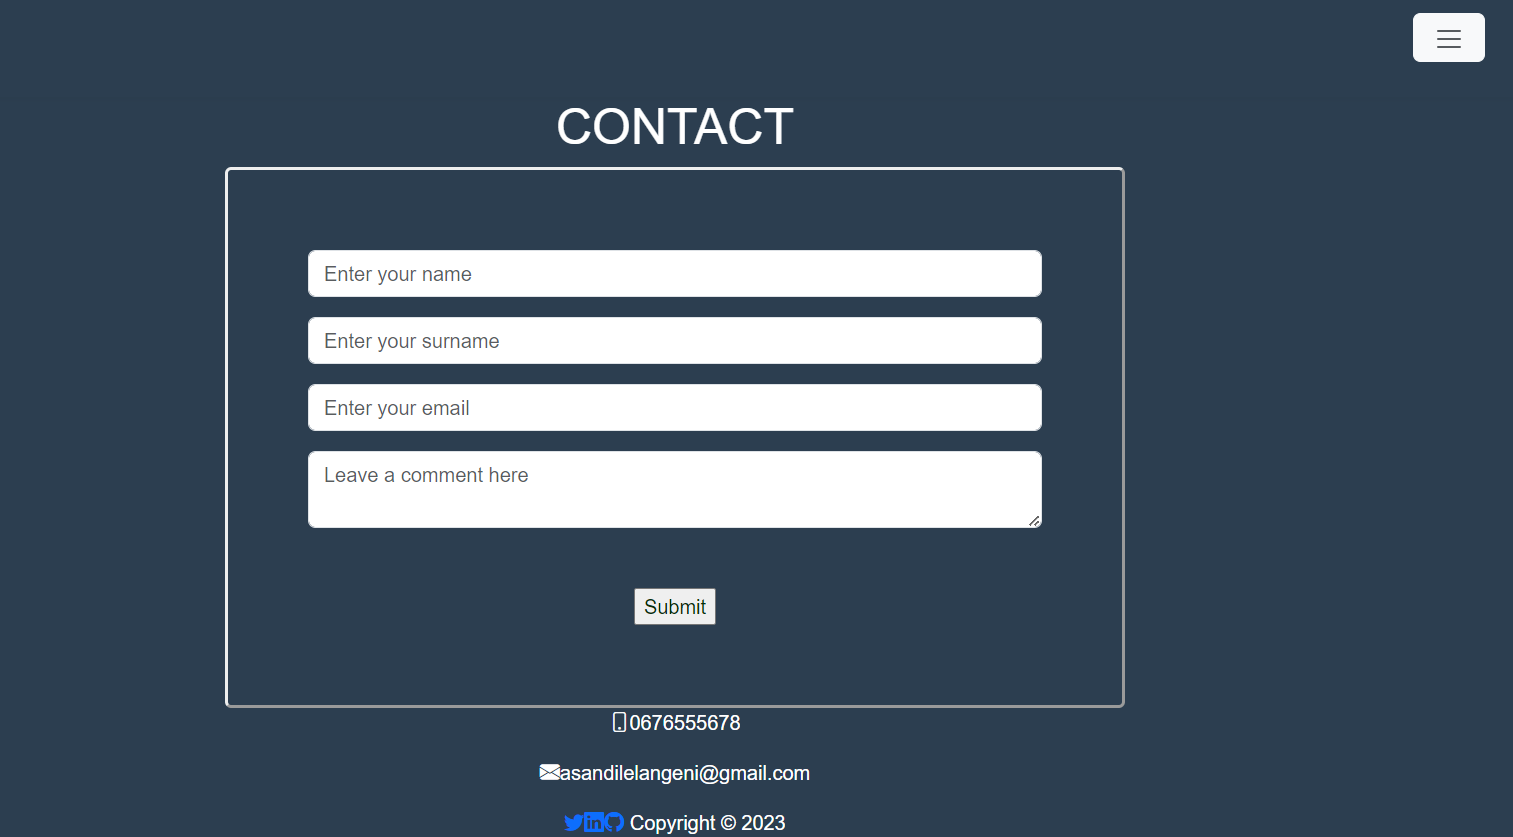 CONTACT
Enter your name
Enter your surname
Enter your email
Leave a comment here
Submit
0676555678
asandilelangeni@gmail.com
Copyright © 2023